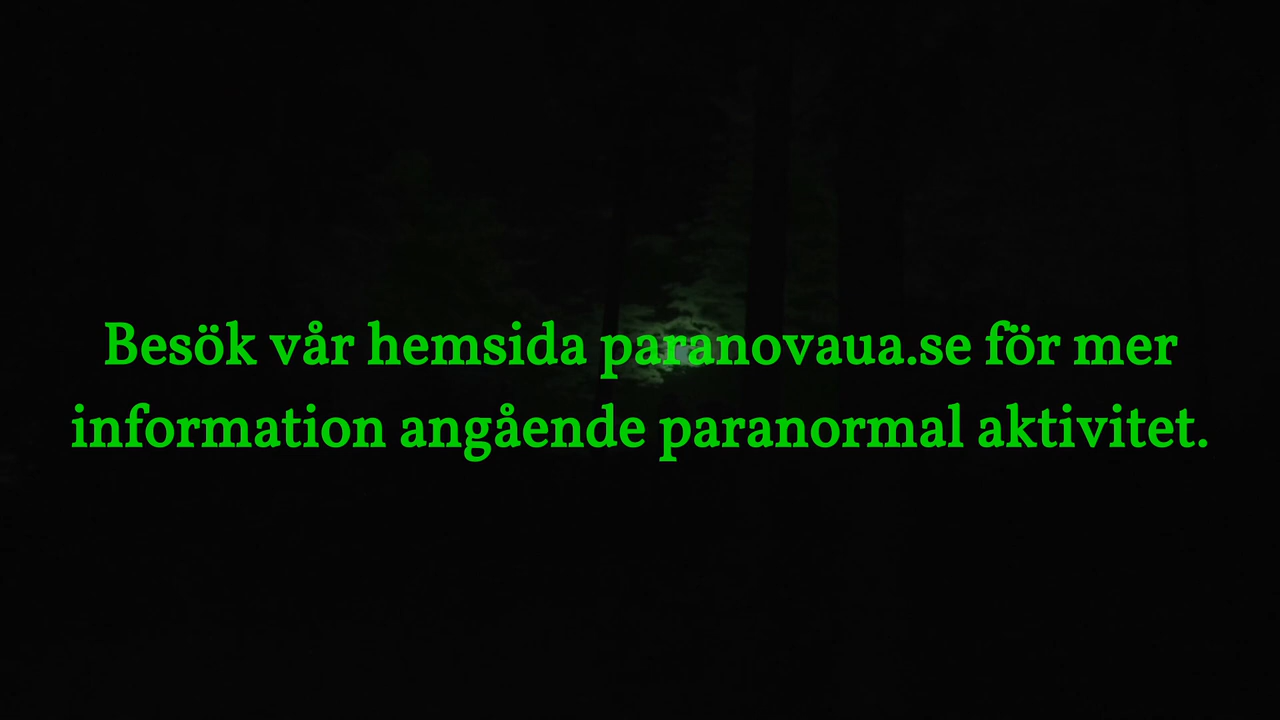 Besök vår hemsida paranovaua.se för mer
information angående paranormal aktivitet.